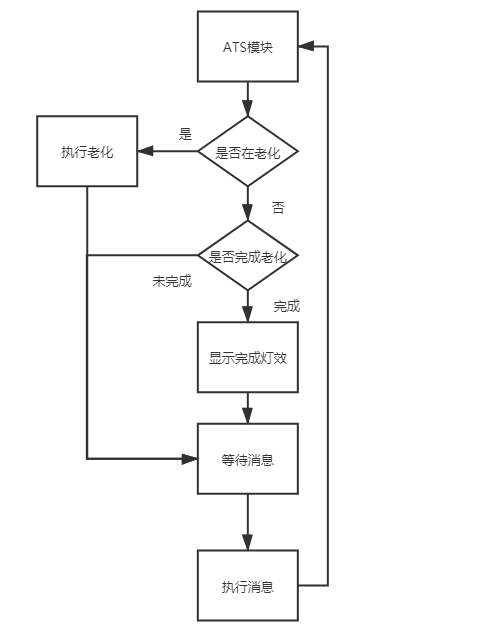 ATS模块
是
执行老化
是否在老化
否
是否完成老化
未完成
完成
显示完成灯效
等待消息
执行消息